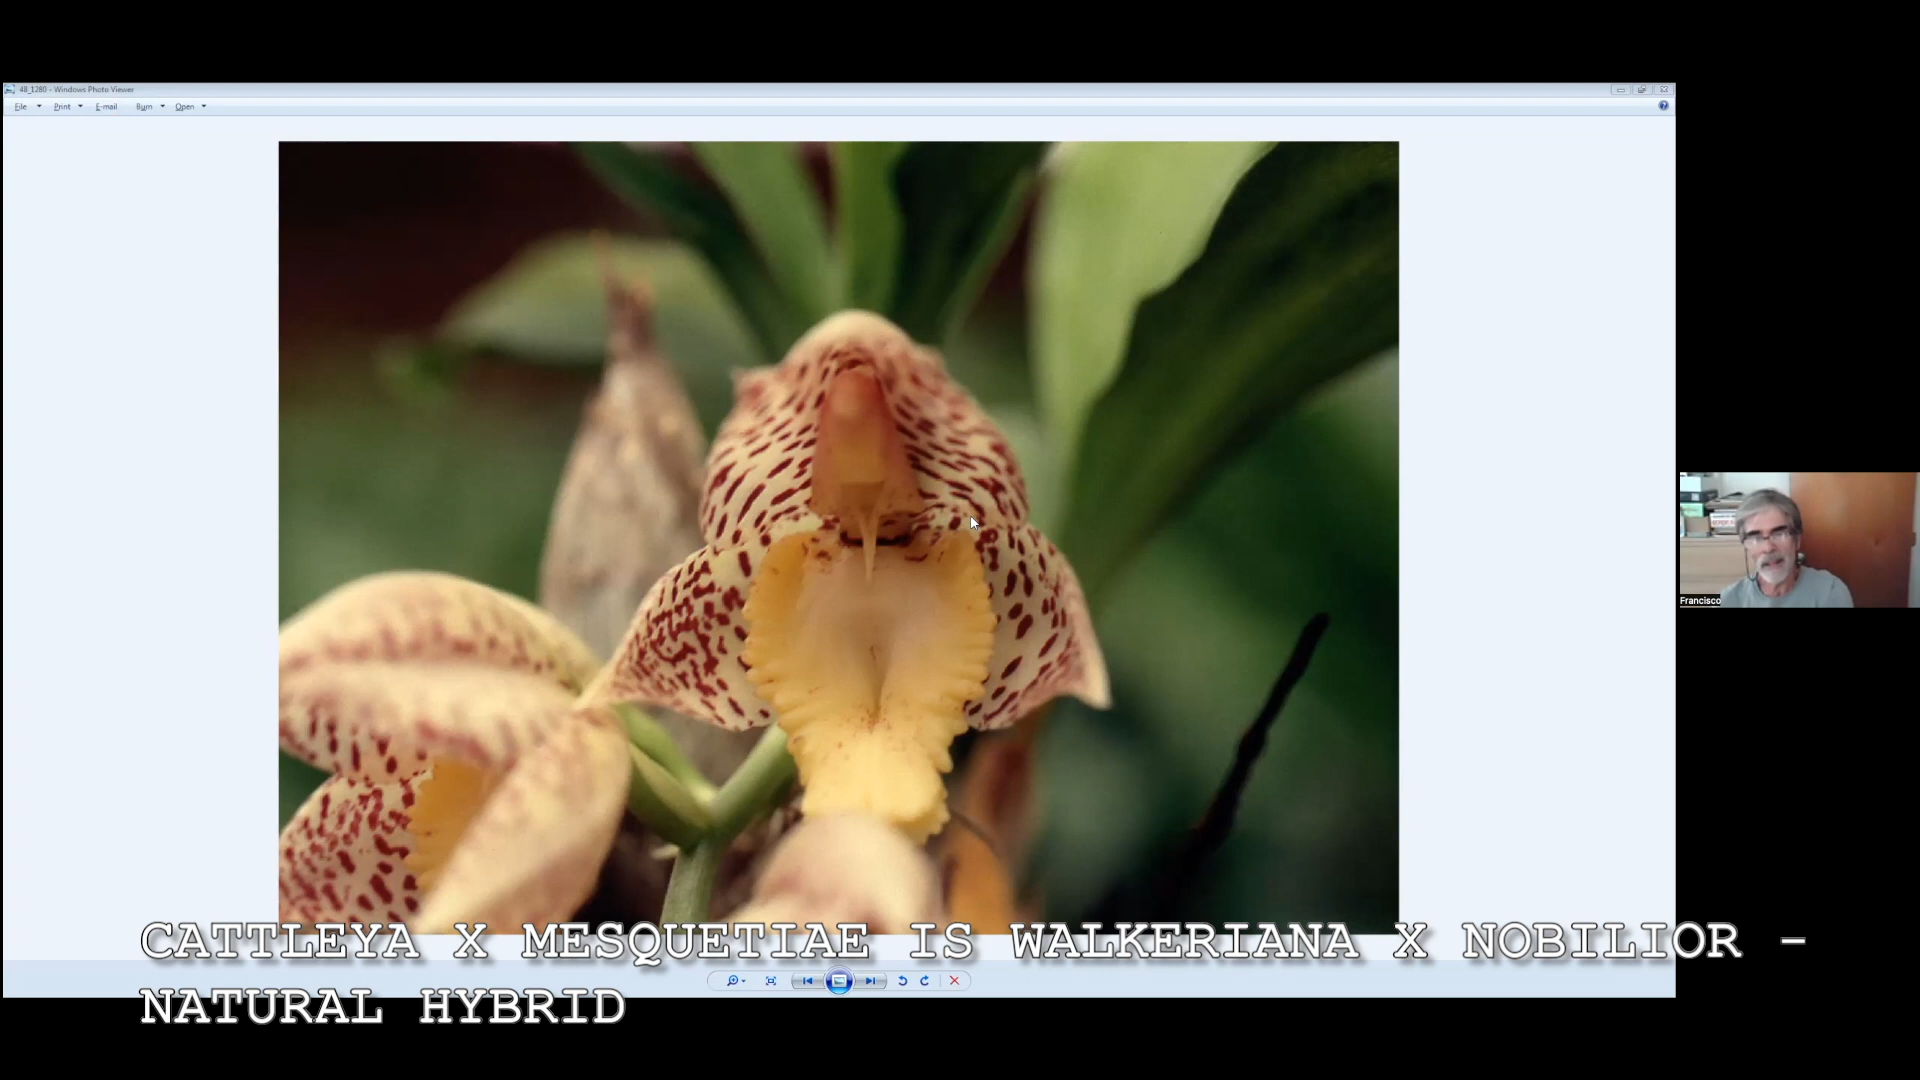 48_1280 - Windows Photo Viewer
File Print E-mail Burn Open
Francisco
CATTLEYA X MESQUETIAE IS WALKERIANA X NOBILIOR -
NATURAL HYBRID